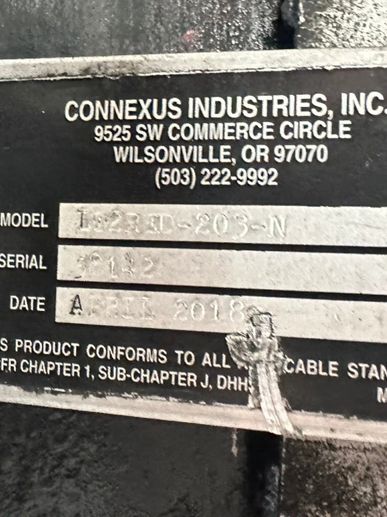 CONNEXUS INDUSTRIES, INC.
9525 SW COMMERCE CIRCLE
WILSONVILLE, OR 97070
(503) 222-9992
MODEL
SERIAL
DATE APRIL 2018
S PRODUCT CONFORMS TO ALL CABLE STAN
FR CHAPTER 1, SUB-CHAPTER J, DHH
M